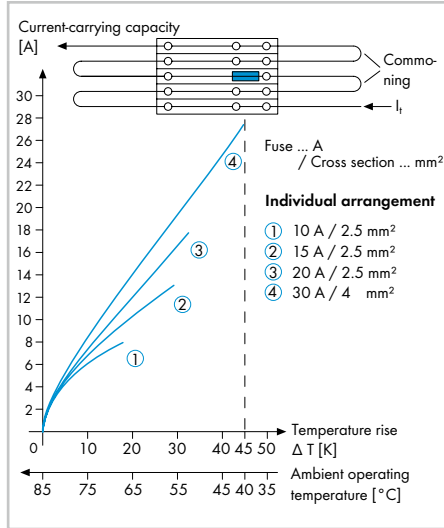 Current-carrying capacity
[A]
Commo-
ning
I_t
30
28
26
24
22
20
18
16
14
12
10
8
6
4
2
0
Fuse ... A
/ Cross section ... mm²
Individual arrangement
① 10 A / 2.5 mm²
② 15 A / 2.5 mm²
③ 20 A / 2.5 mm²
④ 30 A / 4 mm²
④
③
②
①
10 20 30 40 45 50
Temperature rise
Δ T [K]
85 75 65 55 45 40 35
Ambient operating
temperature [°C]